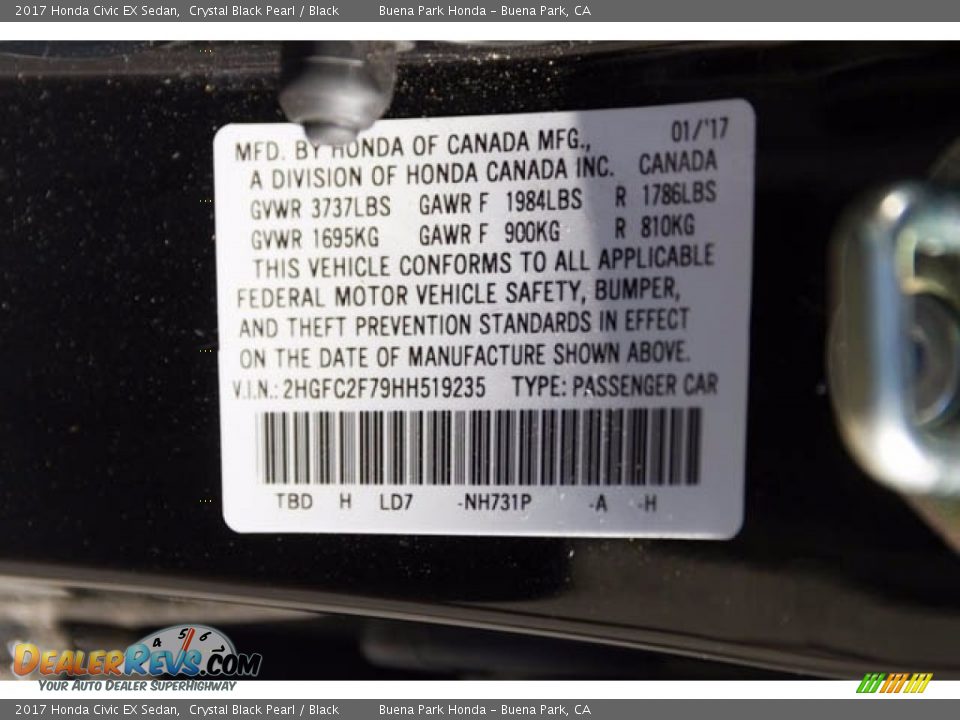 2017 Honda Civic EX Sedan, Crystal Black Pearl / Black Buena Park Honda - Buena Park, CA
MFD. BY HONDA OF CANADA MFG., 01/'17
A DIVISION OF HONDA CANADA INC. CANADA
GVWR 3737LBS GAWR F 1984LBS R 1786LBS
GVWR 1695KG GAWR F 900KG R 810KG
THIS VEHICLE CONFORMS TO ALL APPLICABLE
FEDERAL MOTOR VEHICLE SAFETY, BUMPER,
AND THEFT PREVENTION STANDARDS IN EFFECT
ON THE DATE OF MANUFACTURE SHOWN ABOVE.
V.I.N.: 2HGFC2F79HH519235 TYPE: PASSENGER CAR
TBD H LD7 -NH731P -A -H
4 5 6
DEALERREVS.COM
YOUR AUTO DEALER SUPERHIGHWAY
2017 Honda Civic EX Sedan, Crystal Black Pearl / Black Buena Park Honda - Buena Park, CA